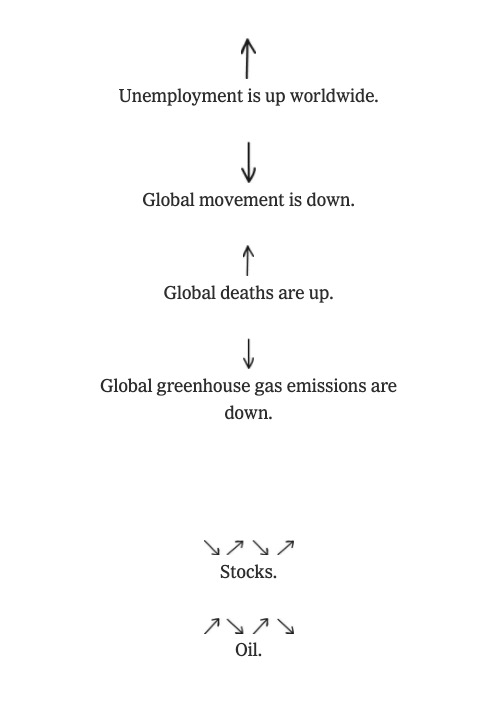 Unemployment is up worldwide.
Global movement is down.
Global deaths are up.
Global greenhouse gas emissions are
down.
Stocks.
Oil.